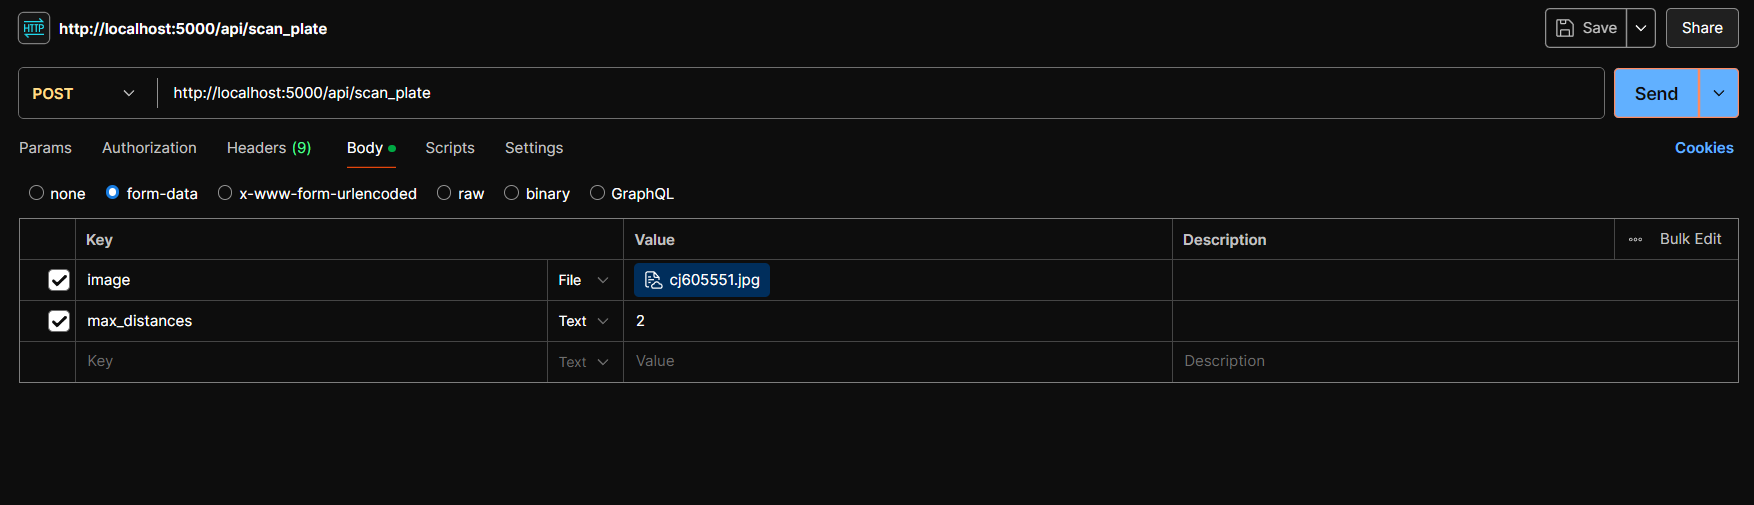 HTTP http://localhost:5000/api/scan_plate Save Share
POST http://localhost:5000/api/scan_plate Send
Params Authorization Headers (9) Body Scripts Settings Cookies
none form-data x-www-form-urlencoded raw binary GraphQL
Key Value Description Bulk Edit
image File cj605551.jpg
max_distances Text 2
Key Text Value Description